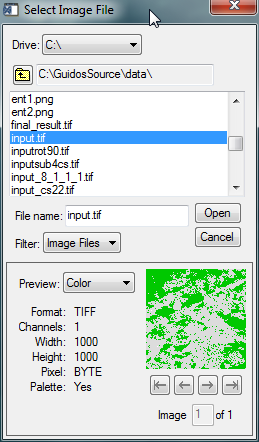 Select Image File
Drive: C:\
C:\GuidosSource\data\
ent1.png
ent2.png
final_result.tif
input.tif
inputrot90.tif
inputsub4cs.tif
input_8_1_1_1.tif
input_cs22.tif
File name: input.tif Open
Filter: Image Files Cancel
Preview: Color
Format: TIFF
Channels: 1
Width: 1000
Height: 1000
Pixel: BYTE
Palette: Yes
Image 1 of 1